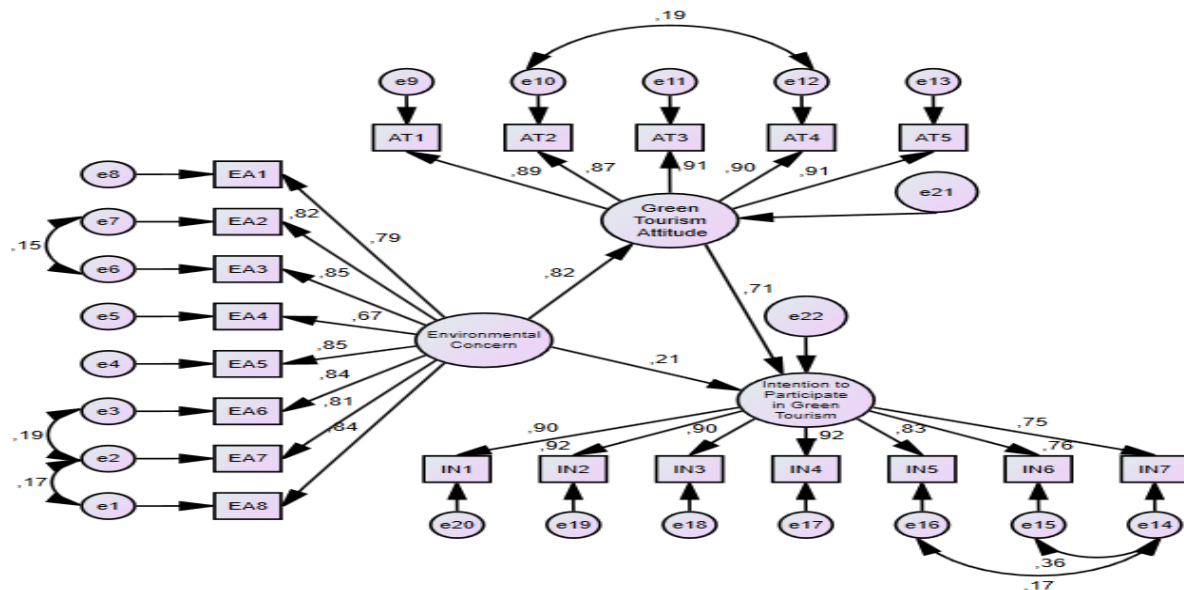 ,19
e9
e10
e11
e12
e13
AT1
AT2
AT3
AT4
AT5
,89
,87
,91
,90
,91
e8
EA1
e21
Green
Tourism
Attitude
e7
EA2
,82
,79
,15
e6
EA3
,85
,82
,71
e5
EA4
,67
e22
Environmental
Concern
e4
EA5
,85
,21
,84
Intention to
Participate
in Green
Tourism
e3
EA6
,81
,84
,19
e2
EA7
,90
,92
,90
,92
,83
,76
,75
IN1
IN2
IN3
IN4
IN5
IN6
IN7
,17
e1
EA8
e20
e19
e18
e17
e16
e15
e14
,36
,17